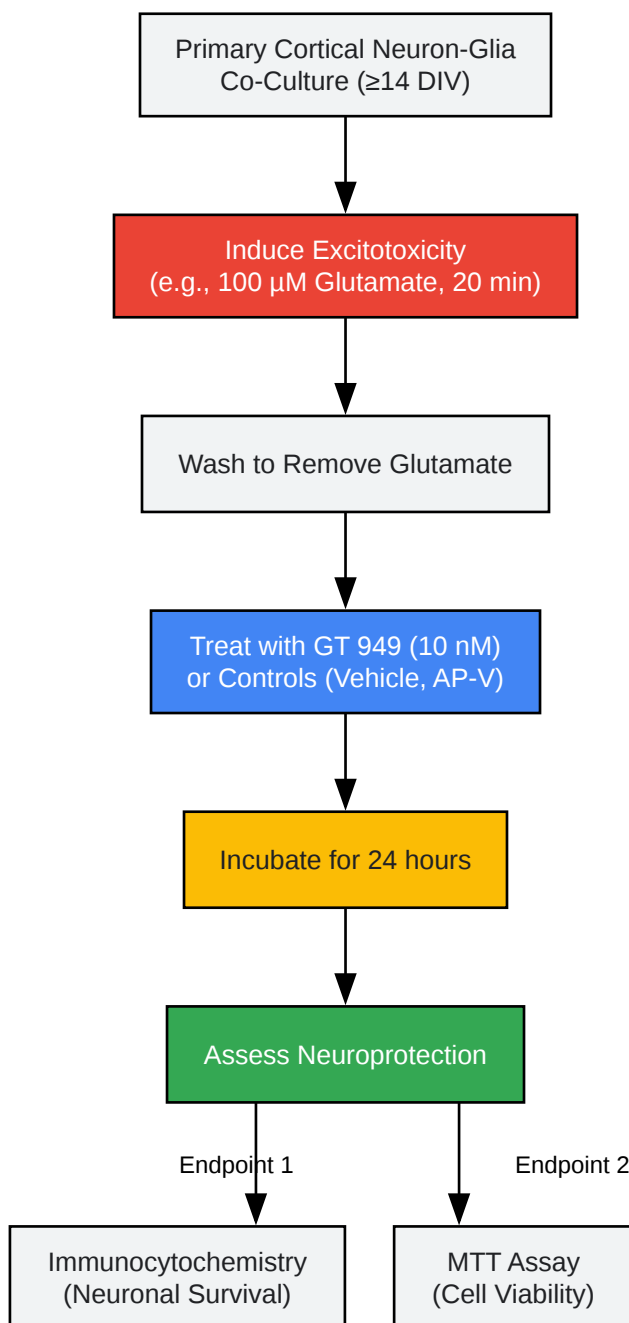 Primary Cortical Neuron-Glia
Co-Culture (≥14 DIV)
Induce Excitotoxicity
(e.g., 100 µM Glutamate, 20 min)
Wash to Remove Glutamate
Treat with GT 949 (10 nM)
or Controls (Vehicle, AP-V)
Incubate for 24 hours
Assess Neuroprotection
Endpoint 1
Endpoint 2
Immunocytochemistry
(Neuronal Survival)
MTT Assay
(Cell Viability)